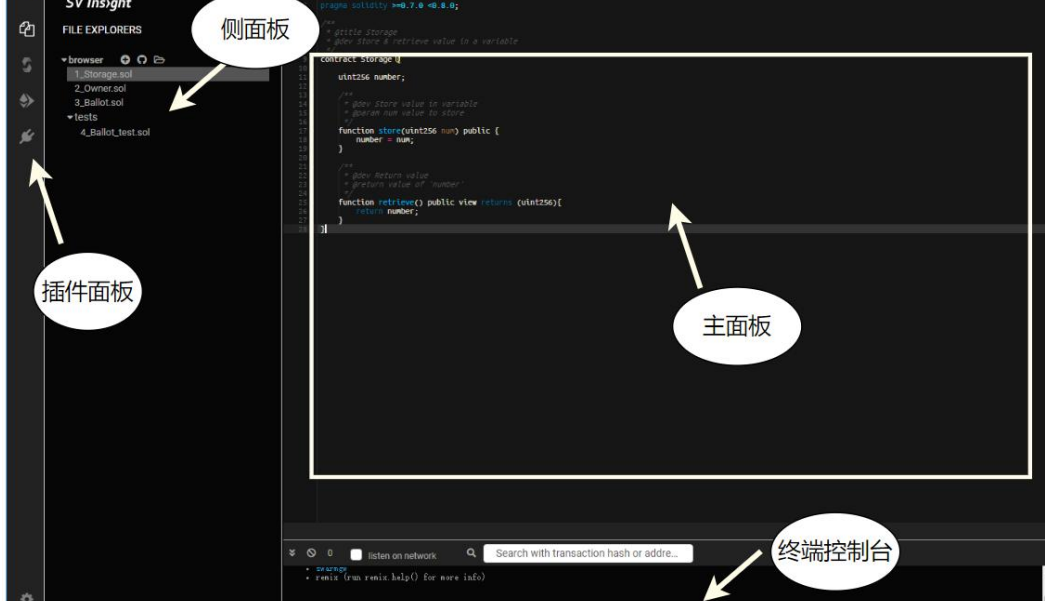 SV Insight
FILE EXPLORERS
侧面板
browser
1_Storage.sol
2_Owner.sol
3_Ballot.sol
tests
4_Ballot_test.sol
插件面板
pragma solidity >=0.7.0 <0.8.0;
/**
* @title Storage
* @dev Store & retrieve value in a variable
*/
9 contract Storage {
10
11 uint256 number;
12
13 /**
14 * @dev Store value in variable
15 * @param num value to store
16 */
17 function store(uint256 num) public {
18 number = num;
19 }
20
21 /**
22 * @dev Return value
23 * @return value of 'number'
24 */
25 function retrieve() public view returns (uint256){
26 return number;
27 }
28 }
主面板
0 listen on network Search with transaction hash or addre...
终端控制台
swarmgw
remix (run remix.help() for more info)